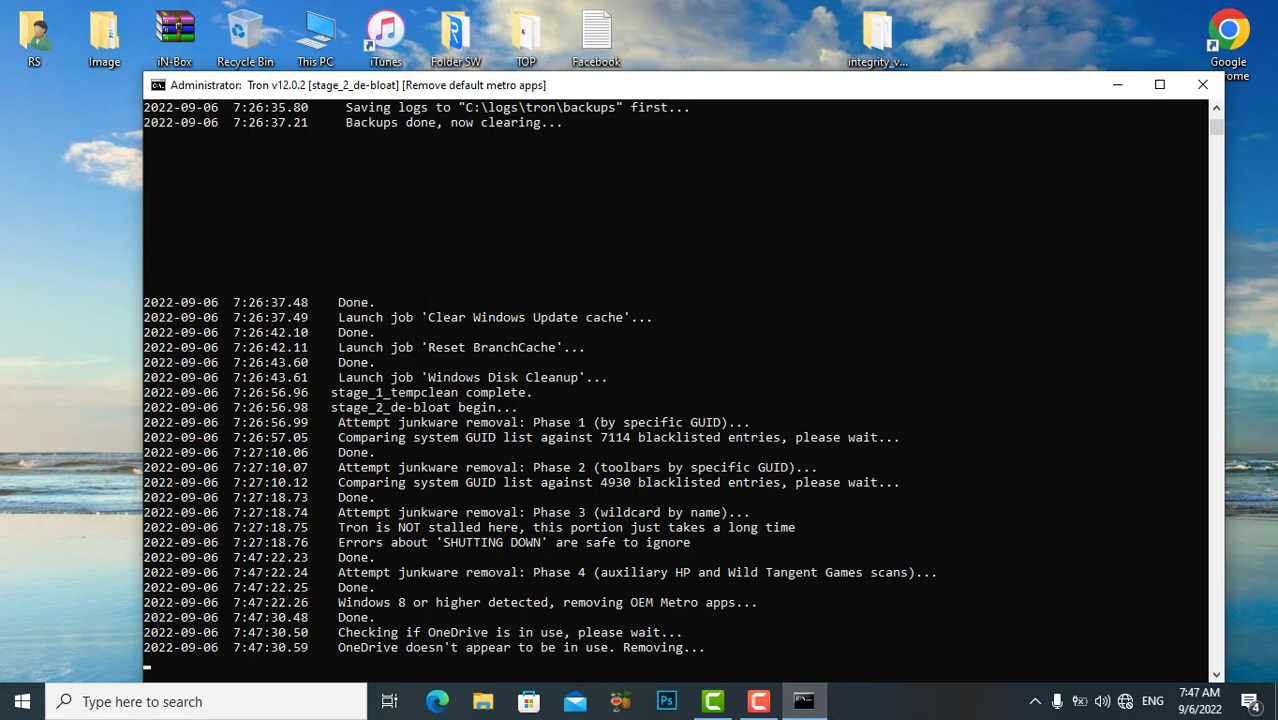 RS
Image
iN-Box
Recycle Bin
This PC
iTunes
Folder SW
TOP
Facebook
integrity_v...
Google
rome
Administrator: Tron v12.0.2 [stage_2_de-bloat] [Remove default metro apps]
2022-09-06 7:26:35.80 Saving logs to "C:\logs\tron\backups" first...
2022-09-06 7:26:37.21 Backups done, now clearing...
2022-09-06 7:26:37.48 Done.
2022-09-06 7:26:37.49 Launch job 'Clear Windows Update cache'...
2022-09-06 7:26:42.10 Done.
2022-09-06 7:26:42.11 Launch job 'Reset BranchCache'...
2022-09-06 7:26:43.60 Done.
2022-09-06 7:26:43.61 Launch job 'Windows Disk Cleanup'...
2022-09-06 7:26:56.96 stage_1_tempclean complete.
2022-09-06 7:26:56.98 stage_2_de-bloat begin...
2022-09-06 7:26:56.99 Attempt junkware removal: Phase 1 (by specific GUID)...
2022-09-06 7:26:57.05 Comparing system GUID list against 7114 blacklisted entries, please wait...
2022-09-06 7:27:10.06 Done.
2022-09-06 7:27:10.07 Attempt junkware removal: Phase 2 (toolbars by specific GUID)...
2022-09-06 7:27:10.12 Comparing system GUID list against 4930 blacklisted entries, please wait...
2022-09-06 7:27:18.73 Done.
2022-09-06 7:27:18.74 Attempt junkware removal: Phase 3 (wildcard by name)...
2022-09-06 7:27:18.75 Tron is NOT stalled here, this portion just takes a long time
2022-09-06 7:27:18.76 Errors about 'SHUTTING DOWN' are safe to ignore
2022-09-06 7:47:22.23 Done.
2022-09-06 7:47:22.24 Attempt junkware removal: Phase 4 (auxiliary HP and Wild Tangent Games scans)...
2022-09-06 7:47:22.25 Done.
2022-09-06 7:47:22.26 Windows 8 or higher detected, removing OEM Metro apps...
2022-09-06 7:47:30.48 Done.
2022-09-06 7:47:30.50 Checking if OneDrive is in use, please wait...
2022-09-06 7:47:30.59 OneDrive doesn't appear to be in use. Removing...
Type here to search
Ps
ENG
7:47 AM
9/6/2022
4